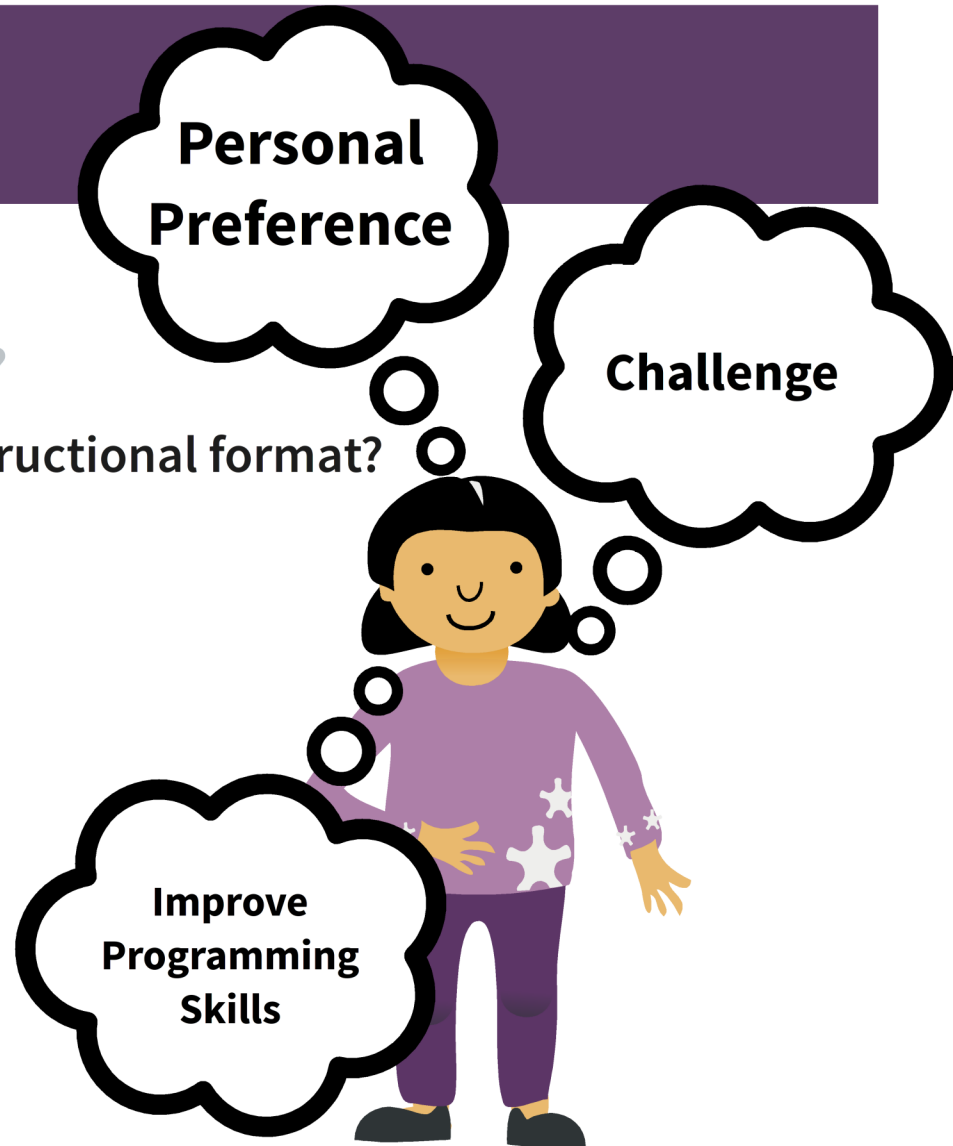 Personal
Preference
Challenge
ructional format?
Improve
Programming
Skills